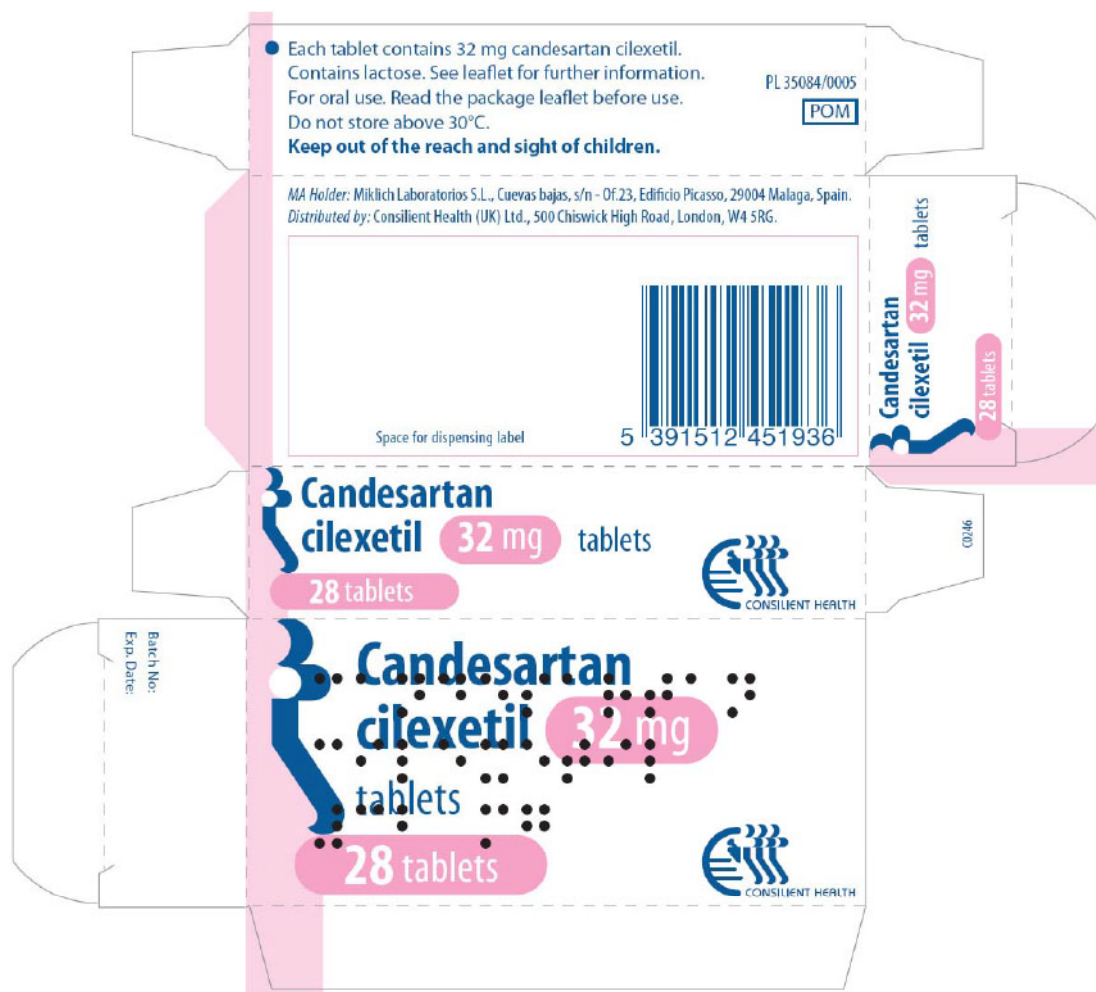 Each tablet contains 32 mg candesartan cilexetil.
Contains lactose. See leaflet for further information.
For oral use. Read the package leaflet before use.
Do not store above 30°C.
Keep out of the reach and sight of children.
PL 35084/0005
POM
MA Holder: Miklich Laboratorios S.L., Cuevas bajas, s/n - Of.23, Edificio Picasso, 29004 Malaga, Spain.
Distributed by: Consilient Health (UK) Ltd., 500 Chiswick High Road, London, W4 5RG.
Space for dispensing label
5 391512 451936
Candesartan
cilexetil 32 mg tablets
28 tablets
Candesartan
cilexetil 32 mg tablets
28 tablets
CONSILIENT HEALTH
C0246
Batch No:
Exp. Date:
Candesartan
cilexetil 32 mg
tablets
28 tablets
CONSILIENT HEALTH